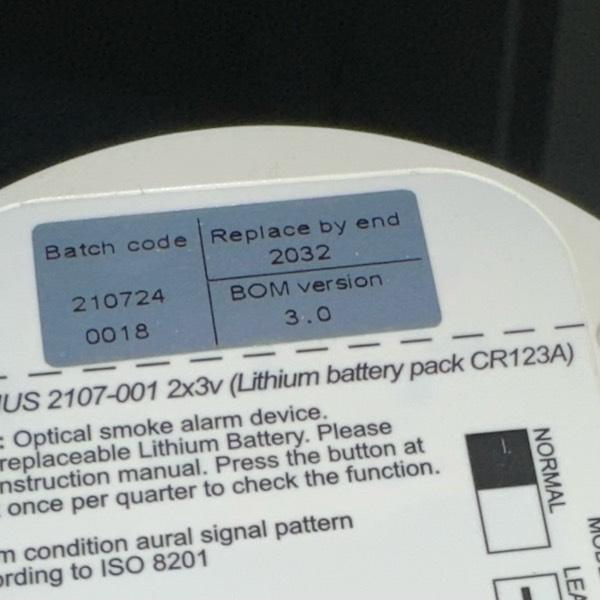 Batch code
210724
0018
Replace by end
2032
BOM version
3.0
2107-001 2x3v (Lithium battery pack CR123A)
: Optical smoke alarm device.
replaceable Lithium Battery. Please
nstruction manual. Press the button at
once per quarter to check the function.
condition aural signal pattern
ording to ISO 8201
NORMAL